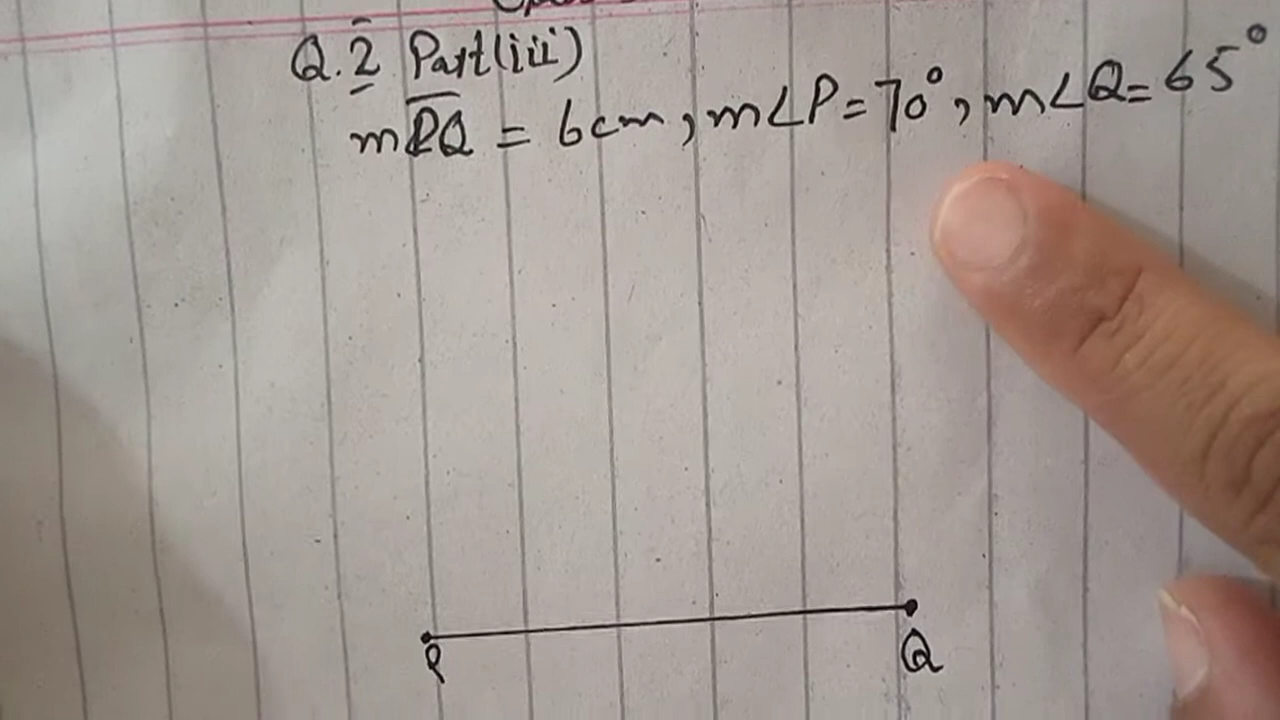 Q.2 Part(iii)
mPQ = 6cm, m∠P=70°, m∠Q=65°
P
Q